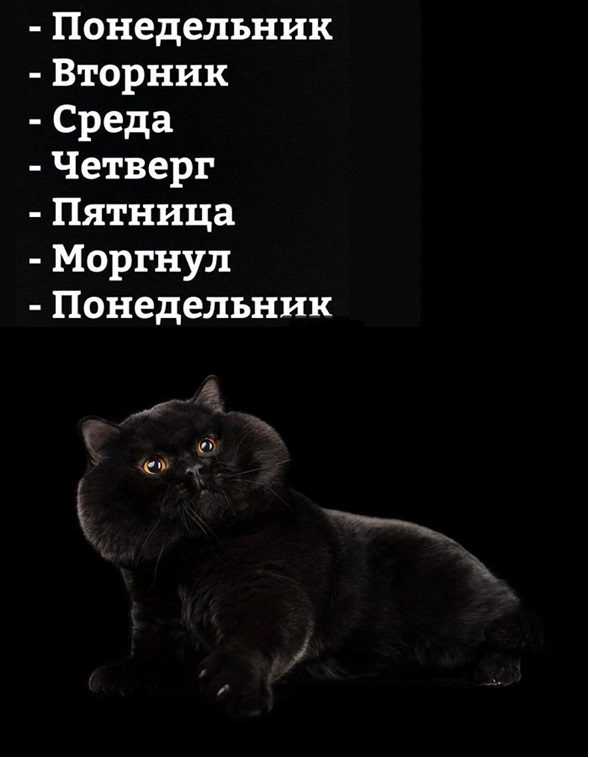 - Понедельник
- Вторник
- Среда
- Четверг
- Пятница
- Моргнул
- Понедельник